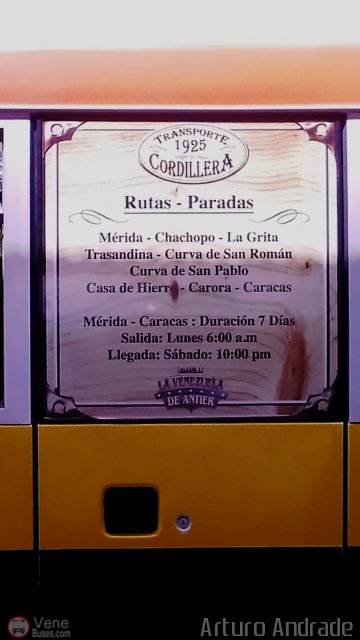 TRANSPORTE
1925
CORDILLERA
Rutas - Paradas
Mérida - Chachopo - La Grita
Trasandina - Curva de San Román
Curva de San Pablo
Casa de Hierro - Carora - Caracas
Mérida - Caracas : Duración 7 Días
Salida: Lunes 6:00 a.m
Llegada: Sábado: 10:00 pm
LA VENEZUELA
DE ANTIER
Vene
Buses.com
Arturo Andrade